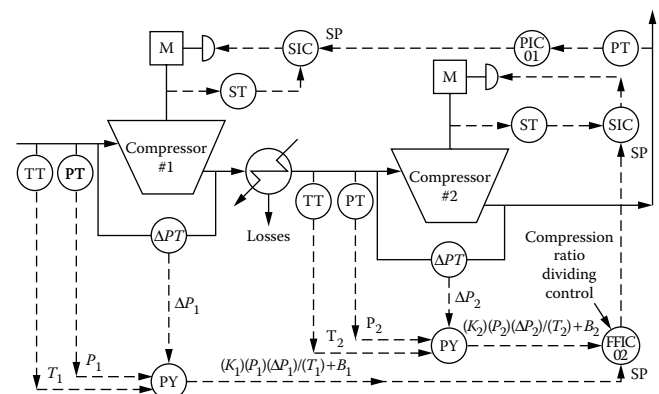 SP
M
SIC
PIC
01
PT
ST
M
Compressor
#1
ST
SIC
TT
PT
Compressor
#2
SP
TT
PT
ΔPT
Losses
ΔPT
Compression
ratio
dividing
control
ΔP₁
ΔP₂
P₂
T₂
(K₂)(P₂)(ΔP₂)/(T₂)+B₂
PY
FFIC
02
P₁
T₁
(K₁)(P₁)(ΔP₁)/(T₁)+B₁
PY
SP